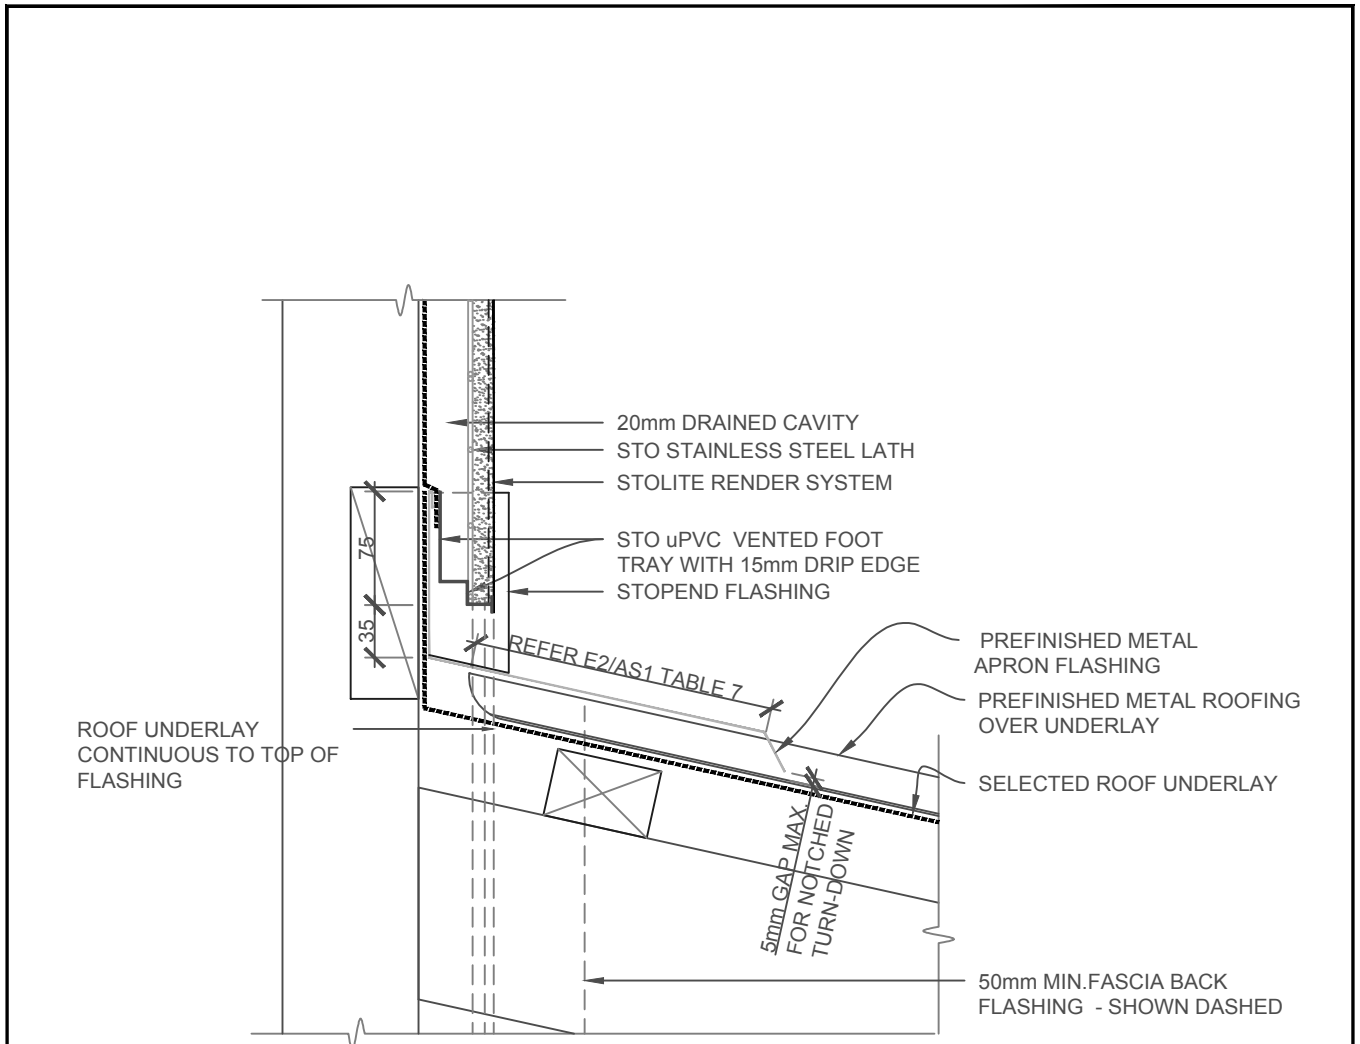 20mm DRAINED CAVITY
STO STAINLESS STEEL LATH
STOLITE RENDER SYSTEM
STO uPVC VENTED FOOT
TRAY WITH 15mm DRIP EDGE
STOPEND FLASHING
75
35
REFER E2/AS1 TABLE 7
PREFINISHED METAL
APRON FLASHING
PREFINISHED METAL ROOFING
OVER UNDERLAY
ROOF UNDERLAY
CONTINUOUS TO TOP OF
FLASHING
SELECTED ROOF UNDERLAY
5mm GAP MAX.
FOR NOTCHED
TURN-DOWN
50mm MIN.FASCIA BACK
FLASHING - SHOWN DASHED